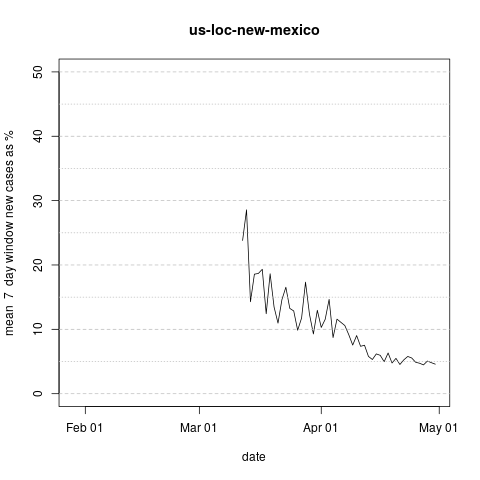 us-loc-new-mexico
mean 7 day window new cases as %
50
40
30
20
10
0
Feb 01
Mar 01
Apr 01
May 01
date